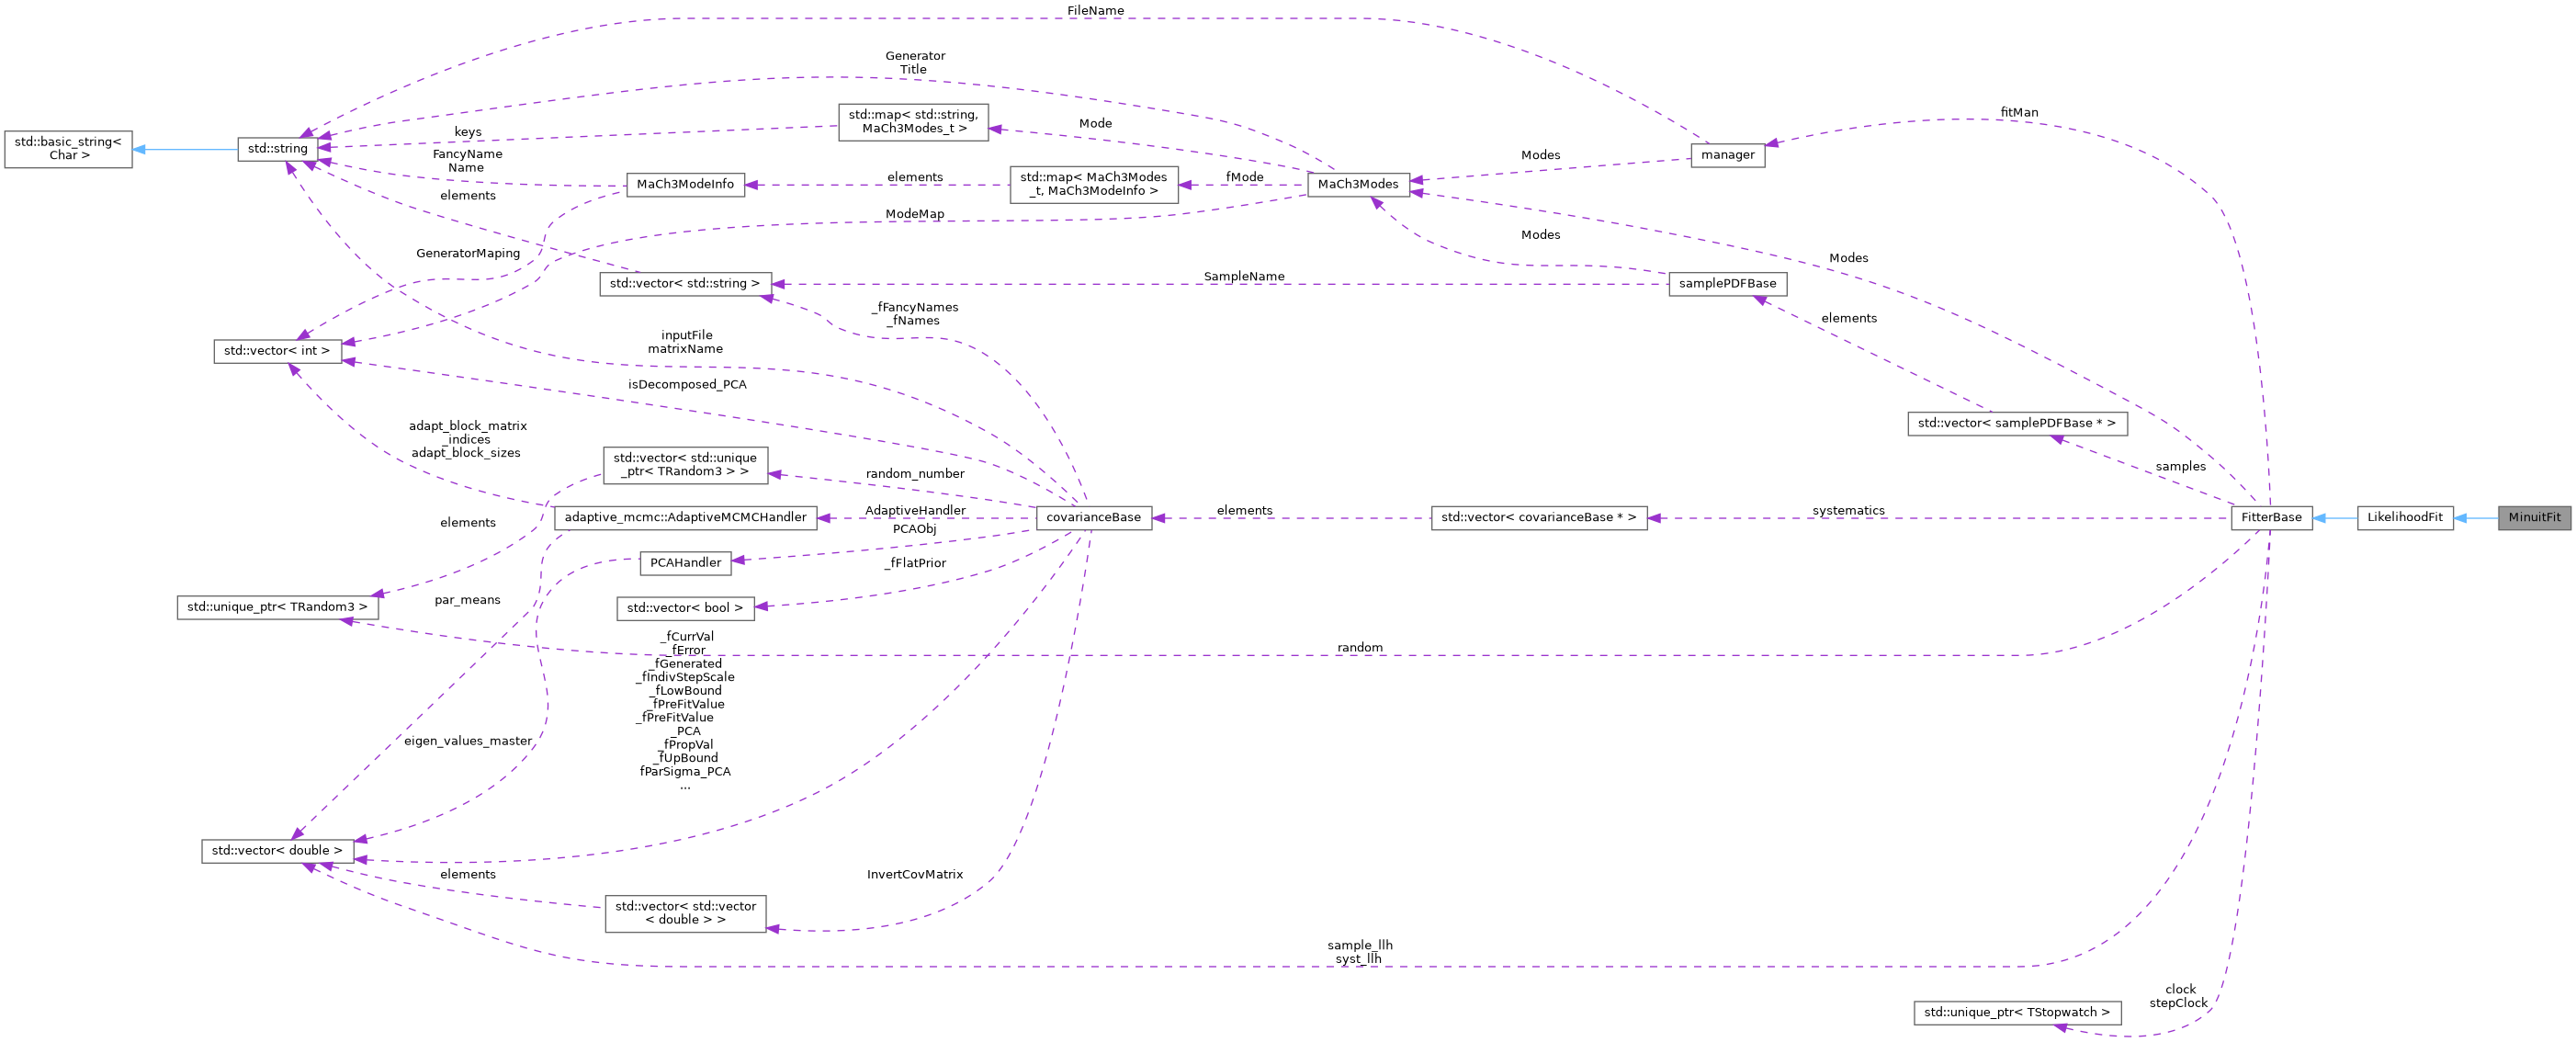 FileName
Generator
Title
std::map< std::string,
MaCh3Modes_t >
fitMan
Mode
keys
std::basic_string<
Char >
std::string
FancyName
Name
Modes
manager
MaCh3ModeInfo
elements
std::map< MaCh3Modes
_t, MaCh3ModeInfo >
fMode
MaCh3Modes
elements
ModeMap
Modes
GeneratorMaping
Modes
std::vector< std::string >
SampleName
samplePDFBase
_fFancyNames
_fNames
elements
inputFile
matrixName
std::vector< int >
isDecomposed_PCA
adapt_block_matrix
_indices
adapt_block_sizes
std::vector< samplePDFBase * >
std::vector< std::unique
_ptr< TRandom3 > >
random_number
samples
elements
adaptive_mcmc::AdaptiveMCMCHandler
AdaptiveHandler
covarianceBase
elements
std::vector< covarianceBase * >
systematics
FitterBase
LikelihoodFit
MinuitFit
PCAObj
PCAHandler
_fFlatPrior
std::unique_ptr< TRandom3 >
par_means
std::vector< bool >
random
_fCurrVal
_fError
_fGenerated
_fIndivStepScale
_fLowBound
_fPreFitValue
_fPreFitValue
_PCA
_fPropVal
_fUpBound
fParSigma_PCA
...
eigen_values_master
std::vector< double >
elements
InvertCovMatrix
std::vector< std::vector
< double > >
sample_llh
syst_llh
clock
stepClock
std::unique_ptr< TStopwatch >